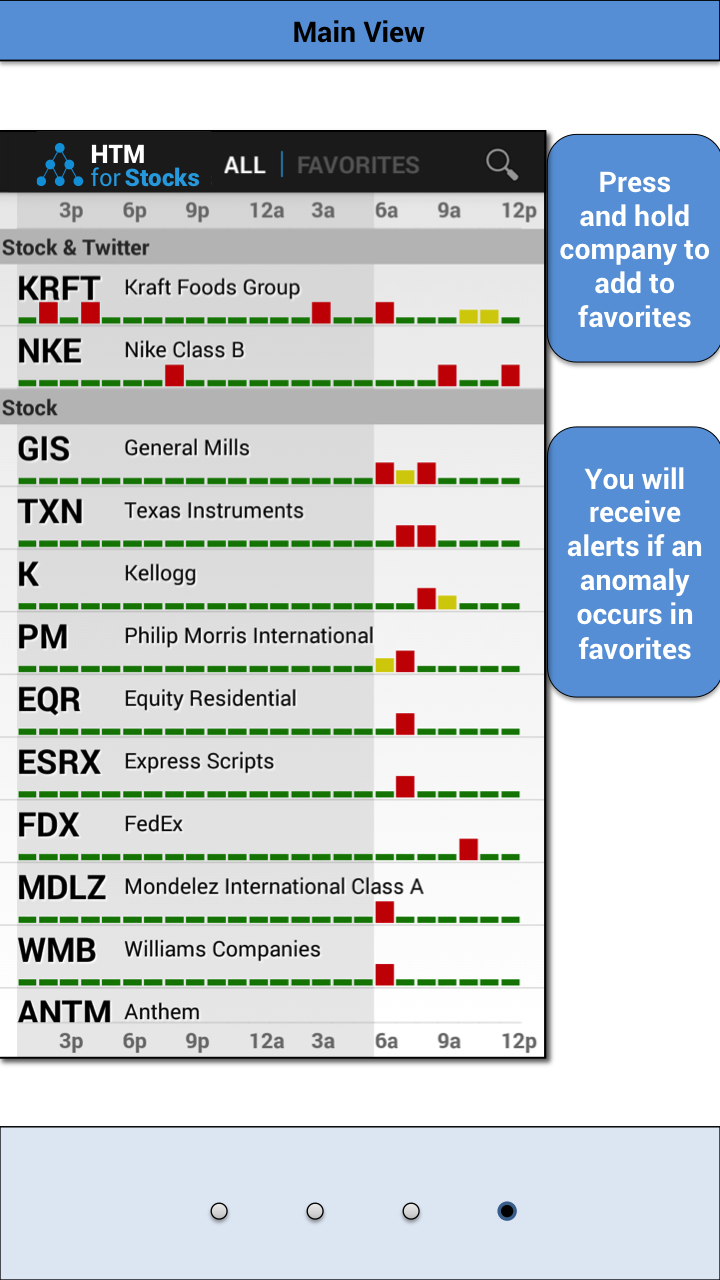 Main View
HTM
for Stocks
ALL
FAVORITES
3p 6p 9p 12a 3a 6a 9a 12p
Stock & Twitter
KRFT Kraft Foods Group
NKE Nike Class B
Stock
GIS General Mills
TXN Texas Instruments
K Kellogg
PM Philip Morris International
EQR Equity Residential
ESRX Express Scripts
FDX FedEx
MDLZ Mondelez International Class A
WMB Williams Companies
ANTM Anthem
3p 6p 9p 12a 3a 6a 9a 12p
Press
and hold
company to
add to
favorites
You will
receive
alerts if an
anomaly
occurs in
favorites